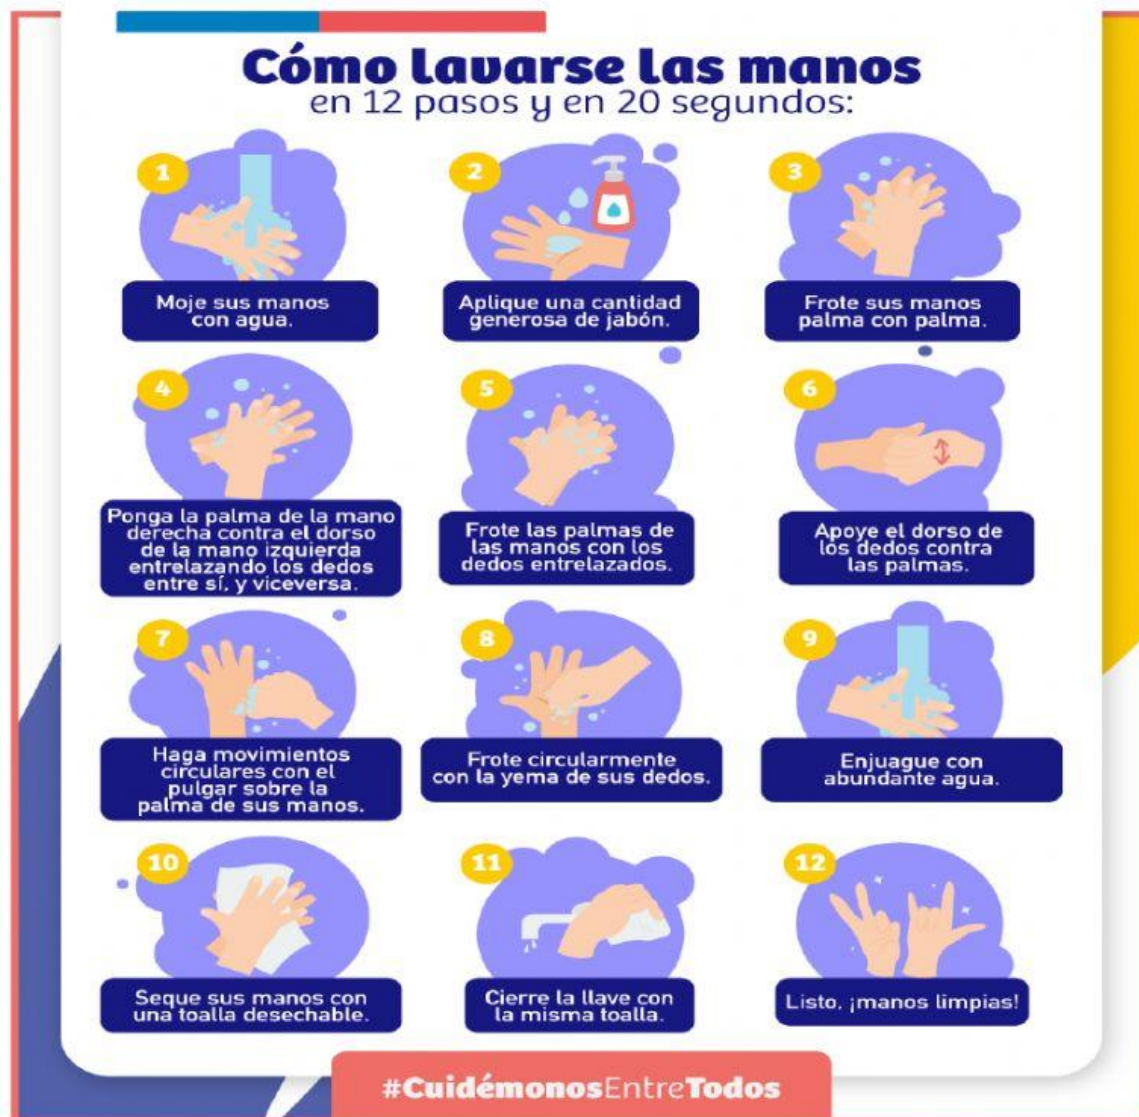 Cómo lavarse las manos
en 12 pasos y en 20 segundos:
1
Moje sus manos
con agua.
2
Aplique una cantidad
generosa de jabón.
3
Frote sus manos
palma con palma.
4
Ponga la palma de la mano
derecha contra el dorso
de la mano izquierda
entrelazando los dedos
entre sí, y viceversa.
5
Frote las palmas de
las manos con los
dedos entrelazados.
6
Apoye el dorso de
los dedos contra
las palmas.
7
Haga movimientos
circulares con el
pulgar sobre la
palma de sus manos.
8
Frote circularmente
con la yema de sus dedos.
9
Enjuague con
abundante agua.
10
Seque sus manos con
una toalla desechable.
11
Cierre la llave con
la misma toalla.
12
Listo, ¡manos limpias!
#CuidémonosEntreTodos